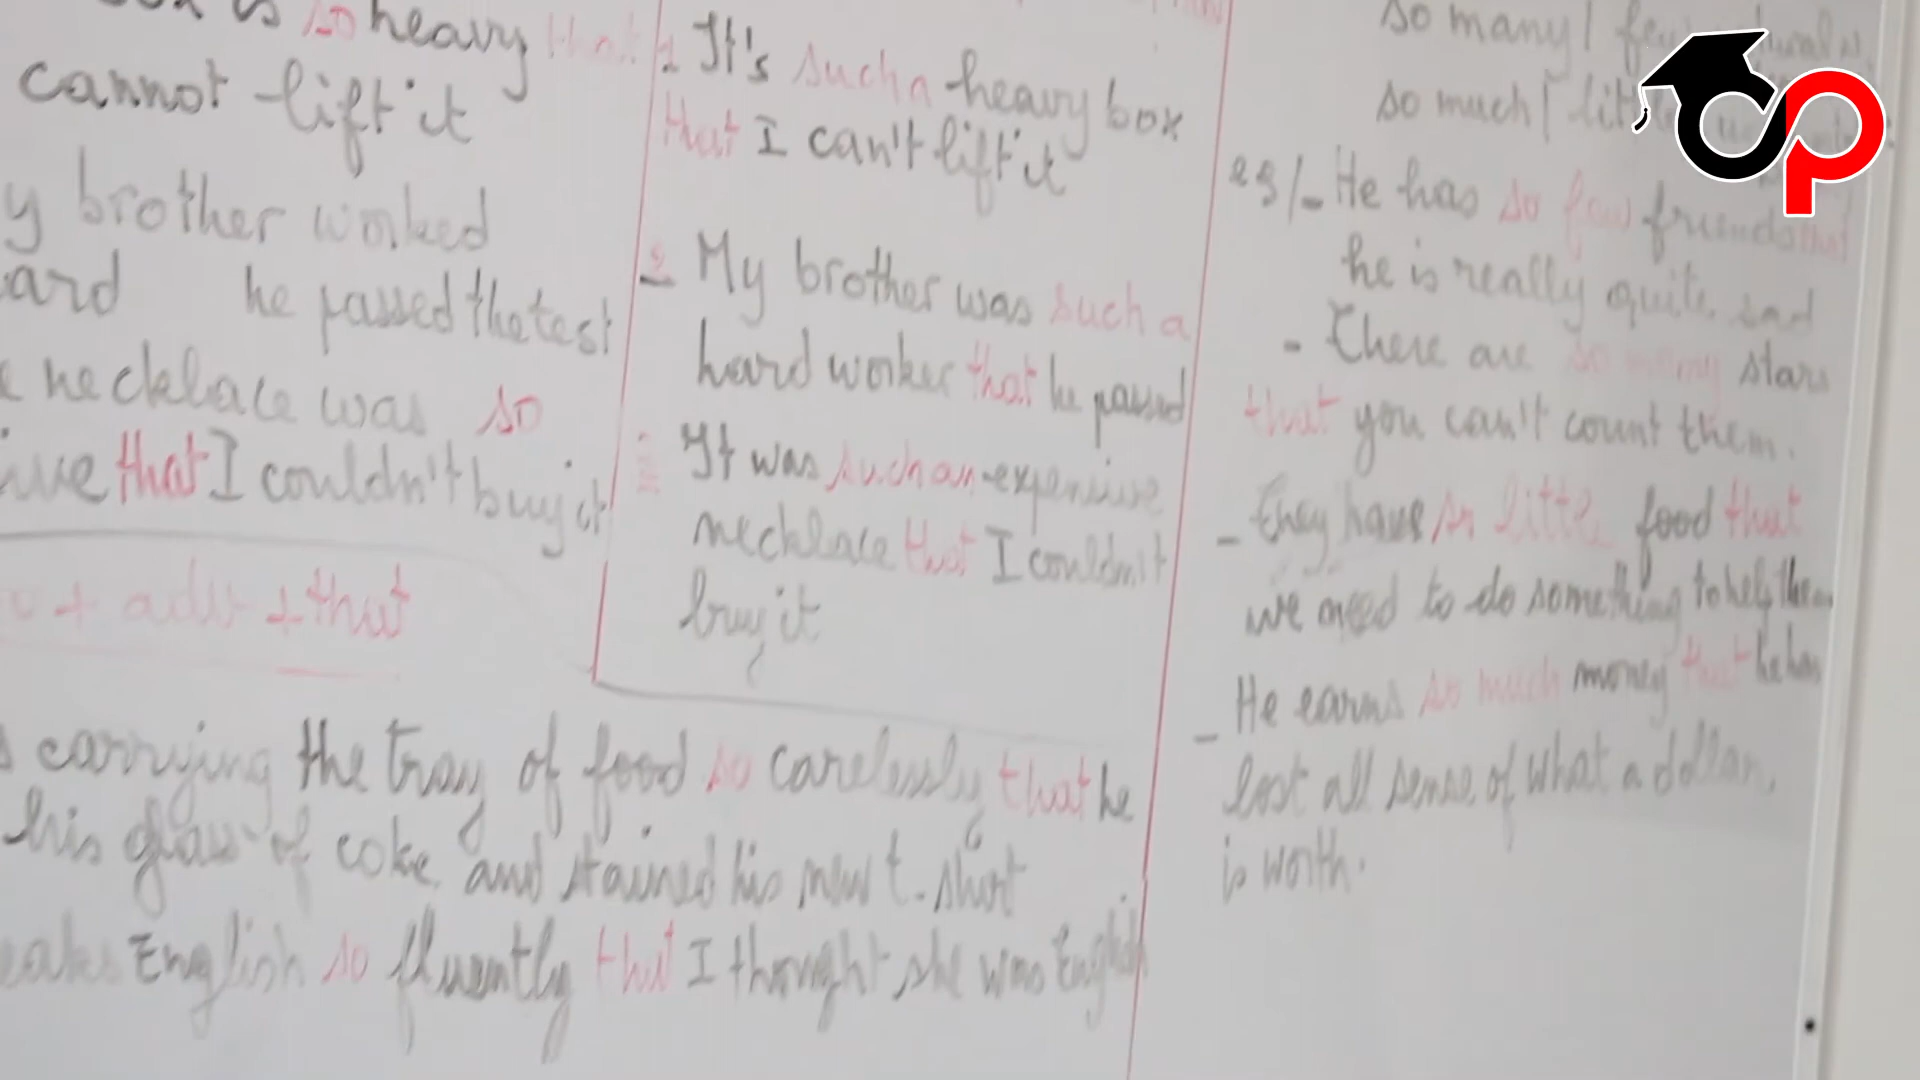 is so heavy that
cannot lift it
y brother worked
ard he passed the test
necklace was so
ive that I couldn't buy it
+ adv + that
1 It's such a heavy box
that I can't lift it
2 - My brother was such a
hard worker that he passed
It was such an expensive
necklace that I couldn't
buy it
carrying the tray of food so carelessly that he
his glass of coke and stained his new t-shirt
eaks English so fluently that I thought she was English
so many / few
so much /
eg/- He has so few friends that
he is really quite sad
- There are so many stars
that you can't count them.
- They have so little food that
we need to do something to help them
- He earns so much money that he has
lost all sense of what a dollar
is worth.